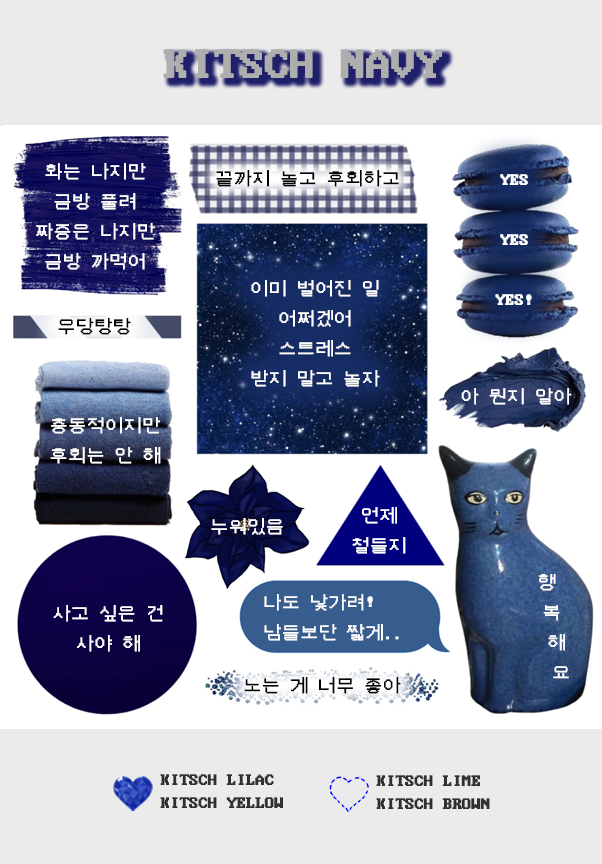 KITSCH NAVY
화는 나지만
금방 풀려
짜증은 나지만
금방 까먹어
끝까지 놀고 후회하고
YES
YES
YES!
이미 벌어진 일
어쩌겠어
스트레스
받지 말고 놀자
우당탕탕
아 뭔지 알아
충동적이지만
후회는 안 해
누워있음
언제
철들지
행
복
해
요
사고 싶은 건
사야 해
나도 낯가려!
남들보단 짧게..
노는 게 너무 좋아
KITSCH LILAC
KITSCH YELLOW
KITSCH LIME
KITSCH BROWN